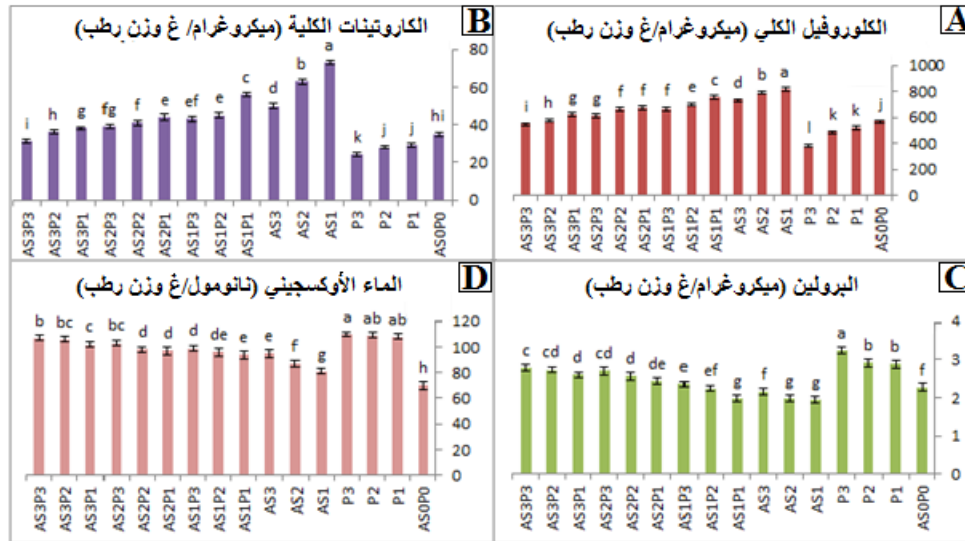 A
الكلوروفيل الكلي (ميكروغرام/غ وزن رطب)
1000
800
600
400
200
0
i h g g f f f e c d b a l k k j
AS3P3 AS3P2 AS3P1 AS2P3 AS2P2 AS2P1 AS1P3 AS1P2 AS1P1 AS3 AS2 AS1 P3 P2 P1 AS0P0
B
الكاروتينات الكلية (ميكروغرام/ غ وزن رطب)
80
60
40
20
0
i h g fg f e ef e c d b a k j j hi
AS3P3 AS3P2 AS3P1 AS2P3 AS2P2 AS2P1 AS1P3 AS1P2 AS1P1 AS3 AS2 AS1 P3 P2 P1 AS0P0
C
البرولين (ميكروغرام/غ وزن رطب)
4
3
2
1
0
c cd d cd d de e ef g f g g a b b f
AS3P3 AS3P2 AS3P1 AS2P3 AS2P2 AS2P1 AS1P3 AS1P2 AS1P1 AS3 AS2 AS1 P3 P2 P1 AS0P0
D
الماء الأوكسجيني (نانومول/غ وزن رطب)
120
100
80
60
40
20
0
b bc c bc d d d de e e f g a ab ab h
AS3P3 AS3P2 AS3P1 AS2P3 AS2P2 AS2P1 AS1P3 AS1P2 AS1P1 AS3 AS2 AS1 P3 P2 P1 AS0P0